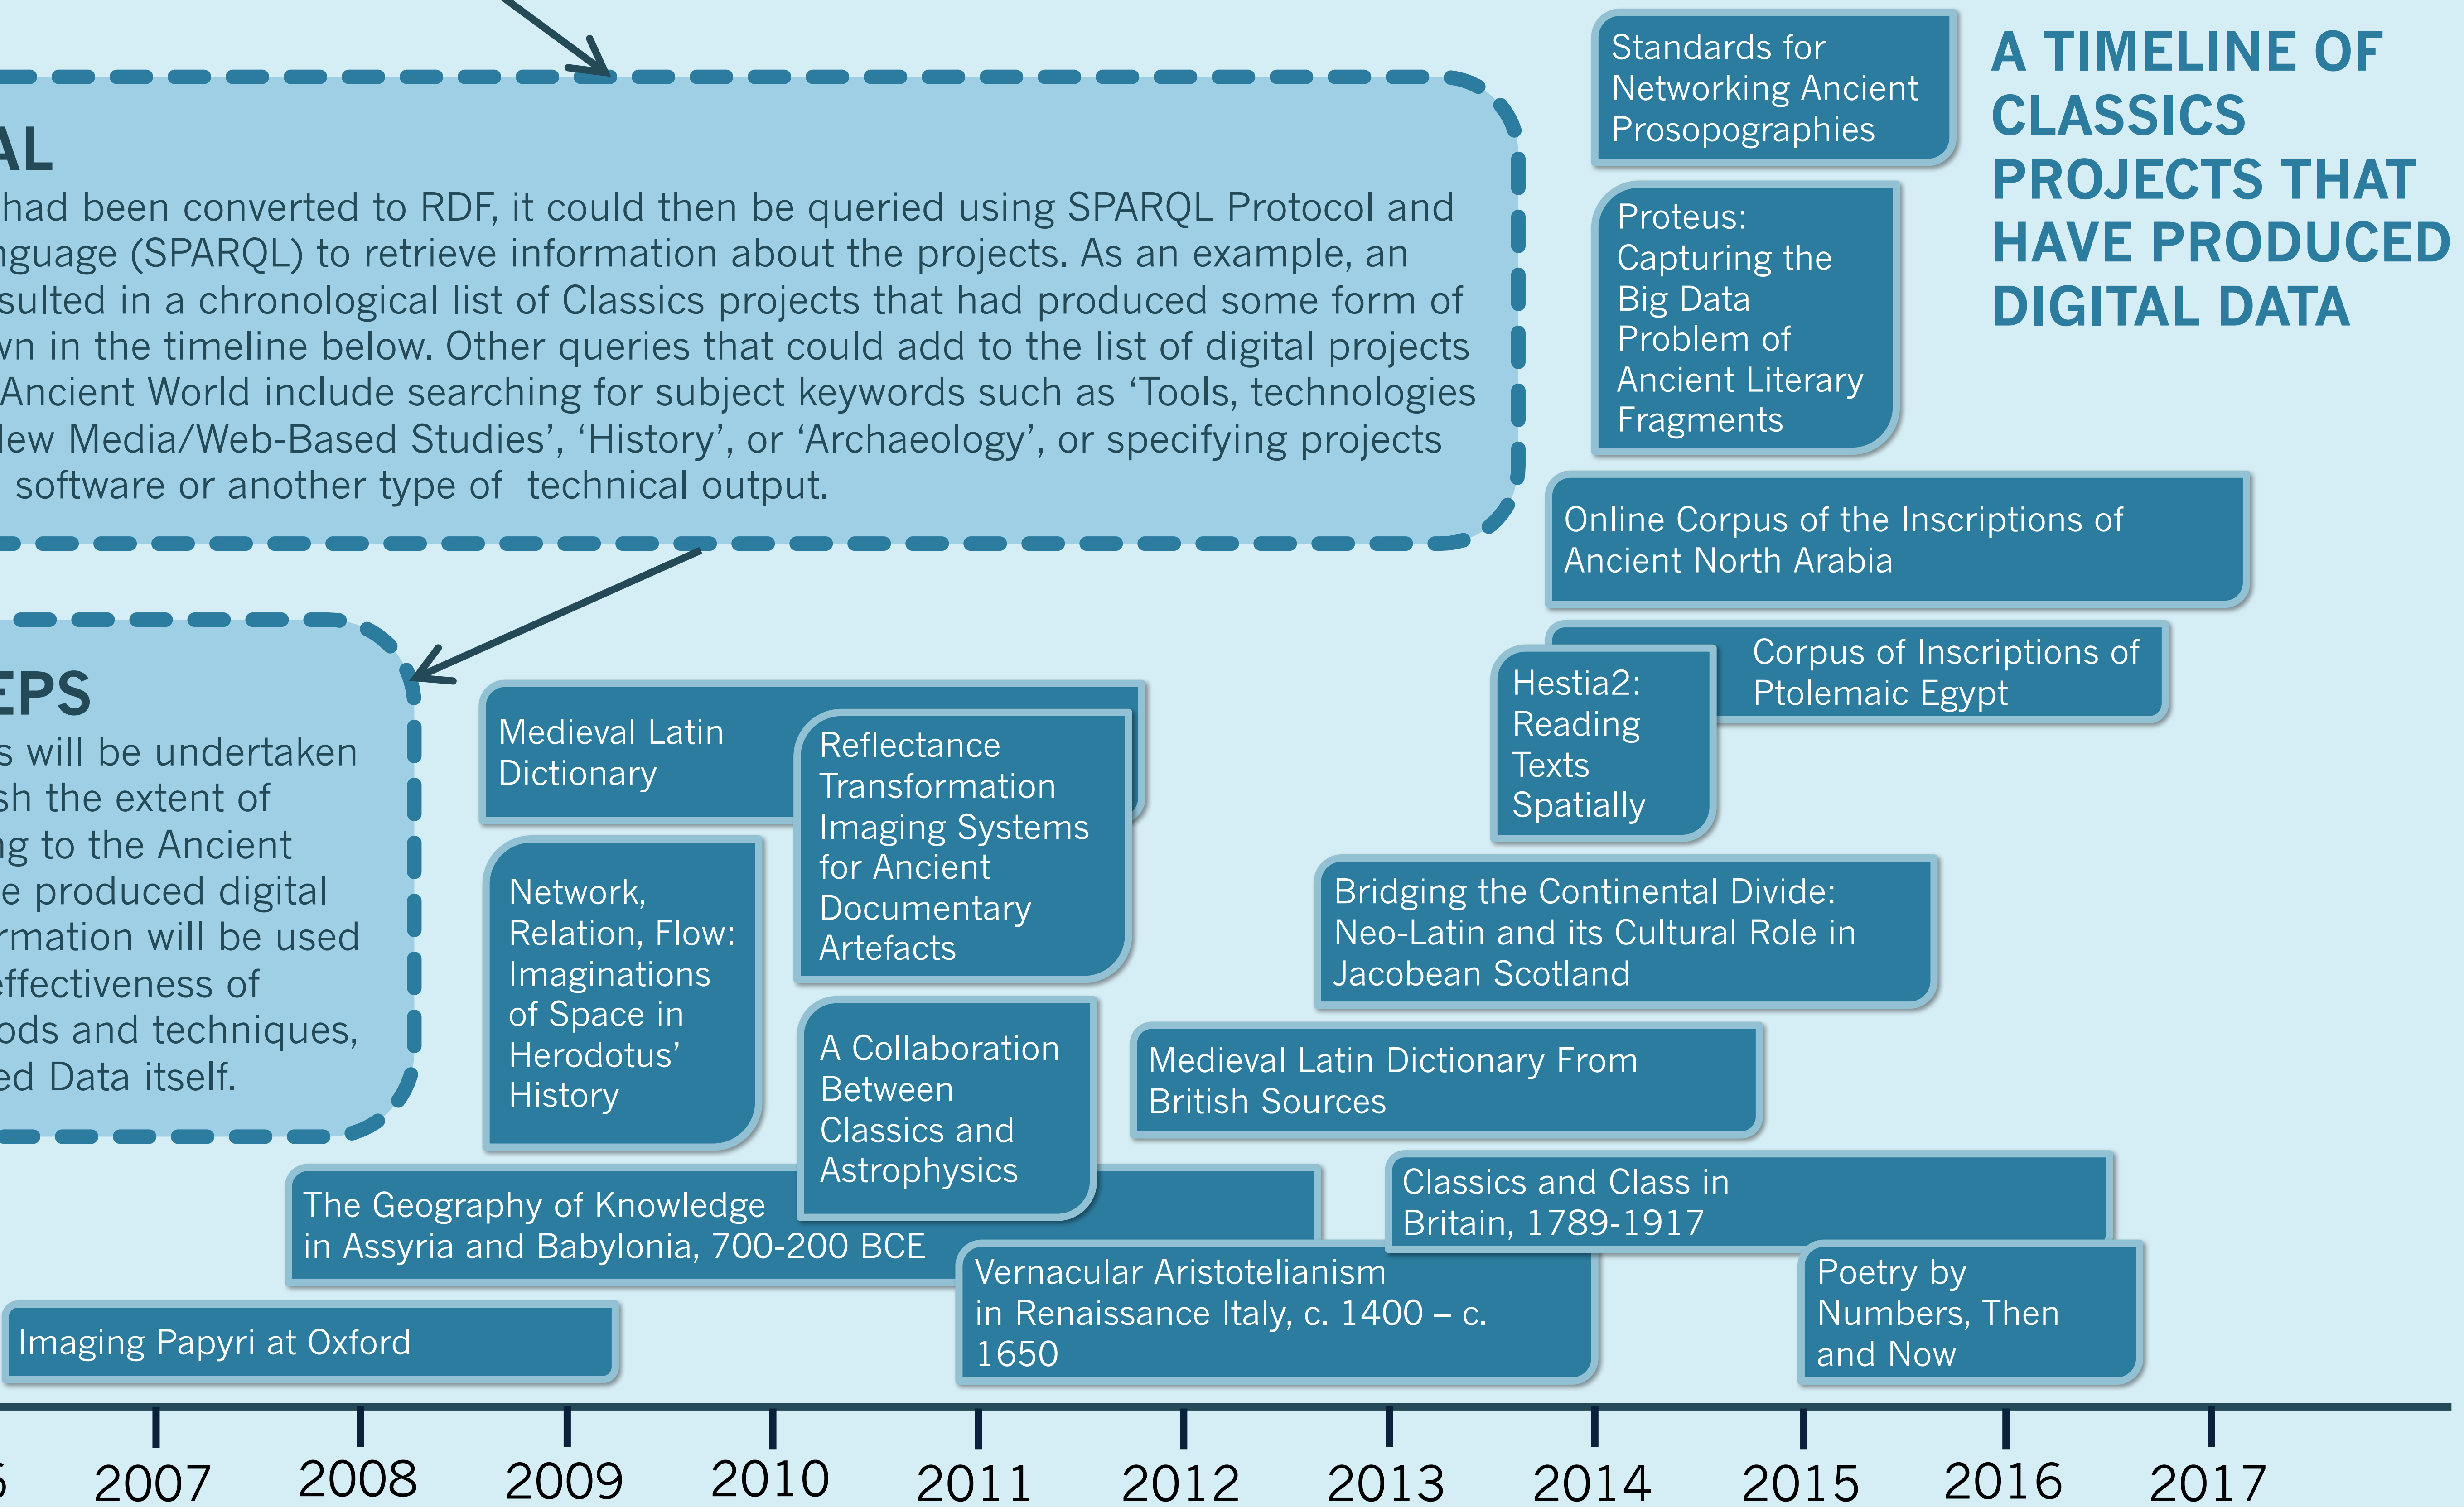 AL
had been converted to RDF, it could then be queried using SPARQL Protocol and
(SPARQL) to retrieve information about the projects. As an example, an
in a chronological list of Classics projects that had produced some form of
in the timeline below. Other queries that could add to the list of digital projects
Ancient World include searching for subject keywords such as ‘Tools, technologies
Media/Web-Based Studies’, ‘History’, or ‘Archaeology’, or specifying projects
software or another type of technical output.
EPS
will be undertaken
the extent of
to the Ancient
produced digital
will be used
effectiveness of
and techniques,
Data itself.
A TIMELINE OF
CLASSICS
PROJECTS THAT
HAVE PRODUCED
DIGITAL DATA
Standards for
Networking Ancient
Prosopographies
Proteus:
Capturing the
Big Data
Problem of
Ancient Literary
Fragments
Online Corpus of the Inscriptions of
Ancient North Arabia
Corpus of Inscriptions of
Ptolemaic Egypt
Hestia2:
Reading
Texts
Spatially
Medieval Latin
Dictionary
Reflectance
Transformation
Imaging Systems
for Ancient
Documentary
Artefacts
Network,
Relation, Flow:
Imaginations
of Space in
Herodotus’
History
Bridging the Continental Divide:
Neo-Latin and its Cultural Role in
Jacobean Scotland
A Collaboration
Between
Classics and
Astrophysics
Medieval Latin Dictionary From
British Sources
The Geography of Knowledge
in Assyria and Babylonia, 700-200 BCE
Classics and Class in
Britain, 1789-1917
Vernacular Aristotelianism
in Renaissance Italy, c. 1400 – c.
1650
Poetry by
Numbers, Then
and Now
Imaging Papyri at Oxford
2007 2008 2009 2010 2011 2012 2013 2014 2015 2016 2017